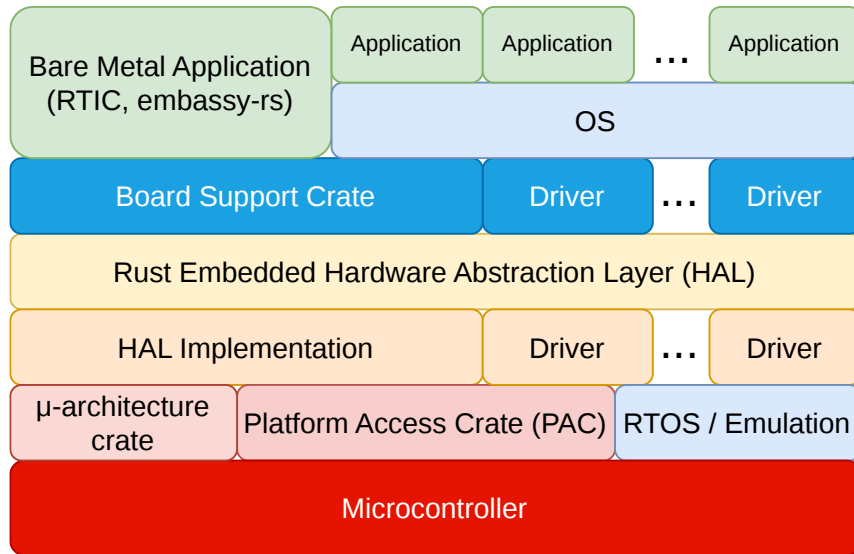 Bare Metal Application
(RTIC, embassy-rs)
Application
Application
...
Application
OS
Board Support Crate
Driver
...
Driver
Rust Embedded Hardware Abstraction Layer (HAL)
HAL Implementation
Driver
...
Driver
μ-architecture
crate
Platform Access Crate (PAC)
RTOS / Emulation
Microcontroller